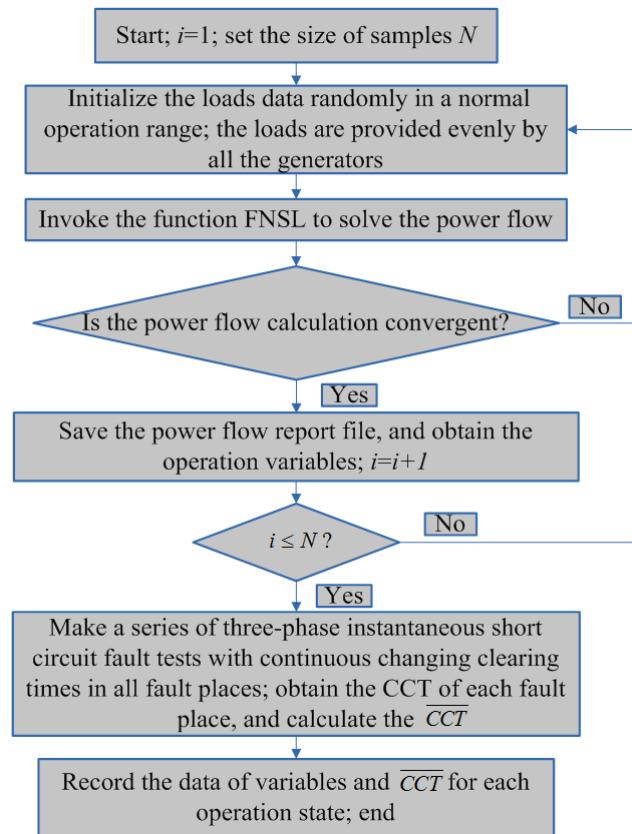 Start; i=1; set the size of samples N
Initialize the loads data randomly in a normal
operation range; the loads are provided evenly by
all the generators
Invoke the function FNSL to solve the power flow
Is the power flow calculation convergent?
No
Yes
Save the power flow report file, and obtain the
operation variables; i=i+1
i ≤ N ?
No
Yes
Make a series of three-phase instantaneous short
circuit fault tests with continuous changing clearing
times in all fault places; obtain the CCT of each fault
place, and calculate the C̅C̅T̅
Record the data of variables and C̅C̅T̅ for each
operation state; end